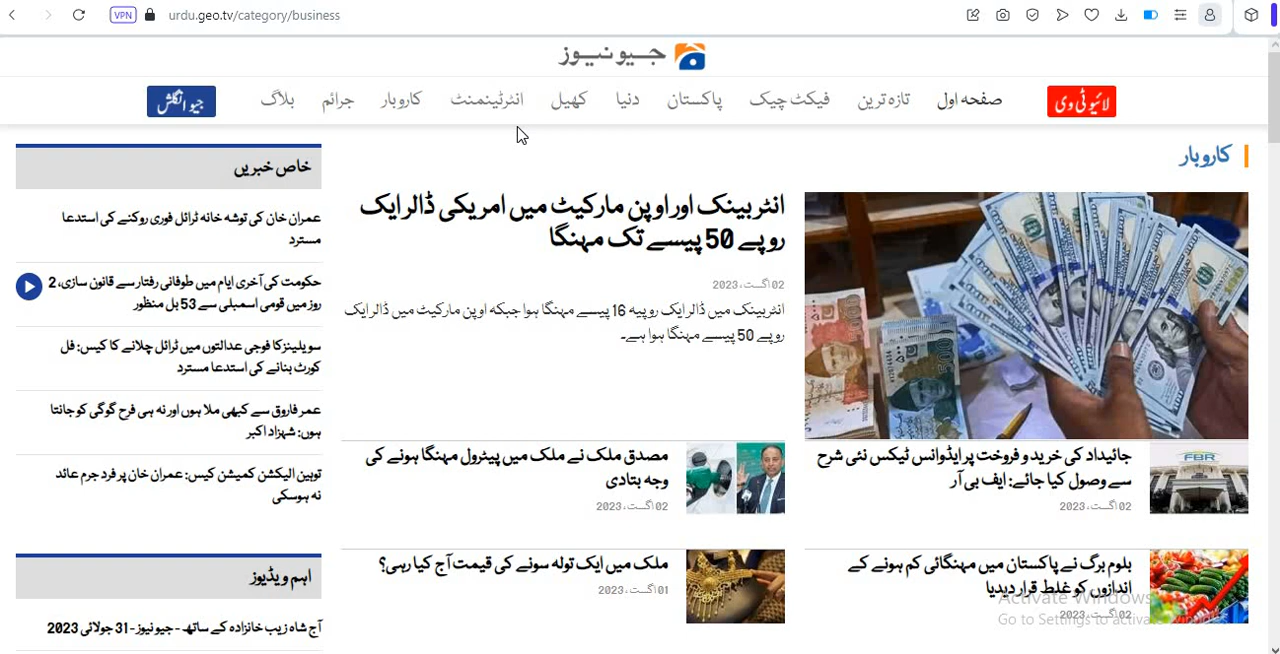 VPN
urdu.geo.tv/category/business
جیو نیوز
لائیو ٹی وی
صفحہ اول
تازہ ترین
فیکٹ چیک
پاکستان
دنیا
کھیل
انٹرٹینمنٹ
کاروبار
جرائم
بلاگ
جیو انگلش
کاروبار
انٹر بینک اور اوپن مارکیٹ میں امریکی ڈالر ایک
روپے 50 پیسے تک مہنگا
02 اگست، 2023
انٹربینک میں ڈالر ایک روپیہ 16 پیسے مہنگا ہوا جبکہ اوپن مارکیٹ میں ڈالر ایک
روپے 50 پیسے مہنگا ہوا ہے۔
جائیداد کی خرید و فروخت پر ایڈوانس ٹیکس نئی شرح
سے وصول کیا جائے: ایف بی آر
02 اگست، 2023
FBR
مصدق ملک نے ملک میں پیٹرول مہنگا ہونے کی
وجہ بتادی
02 اگست، 2023
بلوم برگ نے پاکستان میں مہنگائی کم ہونے کے
اندازوں کو غلط قرار دیدیا
02 اگست، 2023
ملک میں ایک تولہ سونے کی قیمت آج کیا رہی؟
01 اگست، 2023
خاص خبریں
عمران خان کی توشہ خانہ ٹرائل فوری روکنے کی استدعا
مسترد
حکومت کی آخری ایام میں طوفانی رفتار سے قانون سازی، 2
روز میں قومی اسمبلی سے 53 بل منظور
سویلینز کا فوجی عدالتوں میں ٹرائل چلانے کا کیس: فل
کورٹ بنانے کی استدعا مسترد
عمر فاروق سے کبھی ملا ہوں اور نہ ہی فرح گوگی کو جانتا
ہوں: شہزاد اکبر
توہین الیکشن کمیشن کیس: عمران خان پر فرد جرم عائد
نہ ہوسکی
اہم ویڈیوز
آج شاہ زیب خانزادہ کے ساتھ - جیو نیوز - 31 جولائی 2023
Activate Windows
Go to Settings to activate